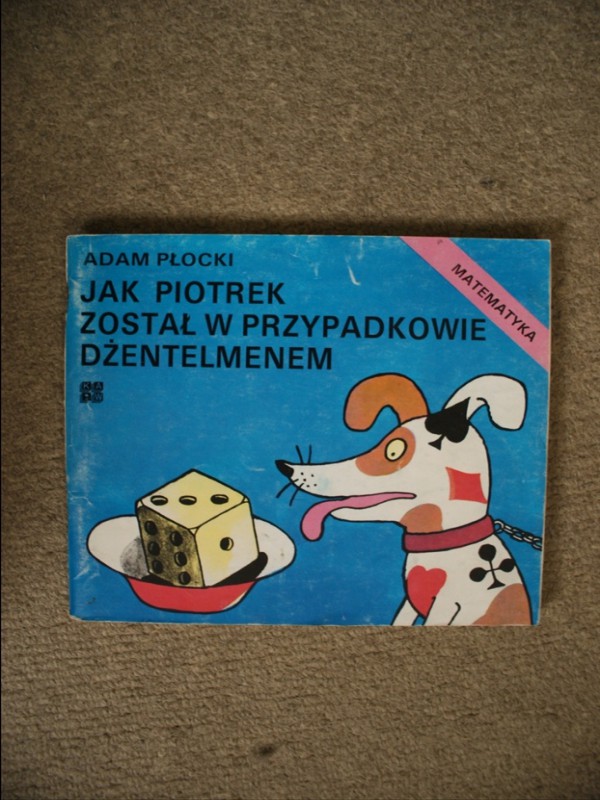 ADAM PŁOCKI
JAK PIOTREK
ZOSTAŁ W PRZYPADKOWIE
DŻENTELMENEM
MATEMATYKA